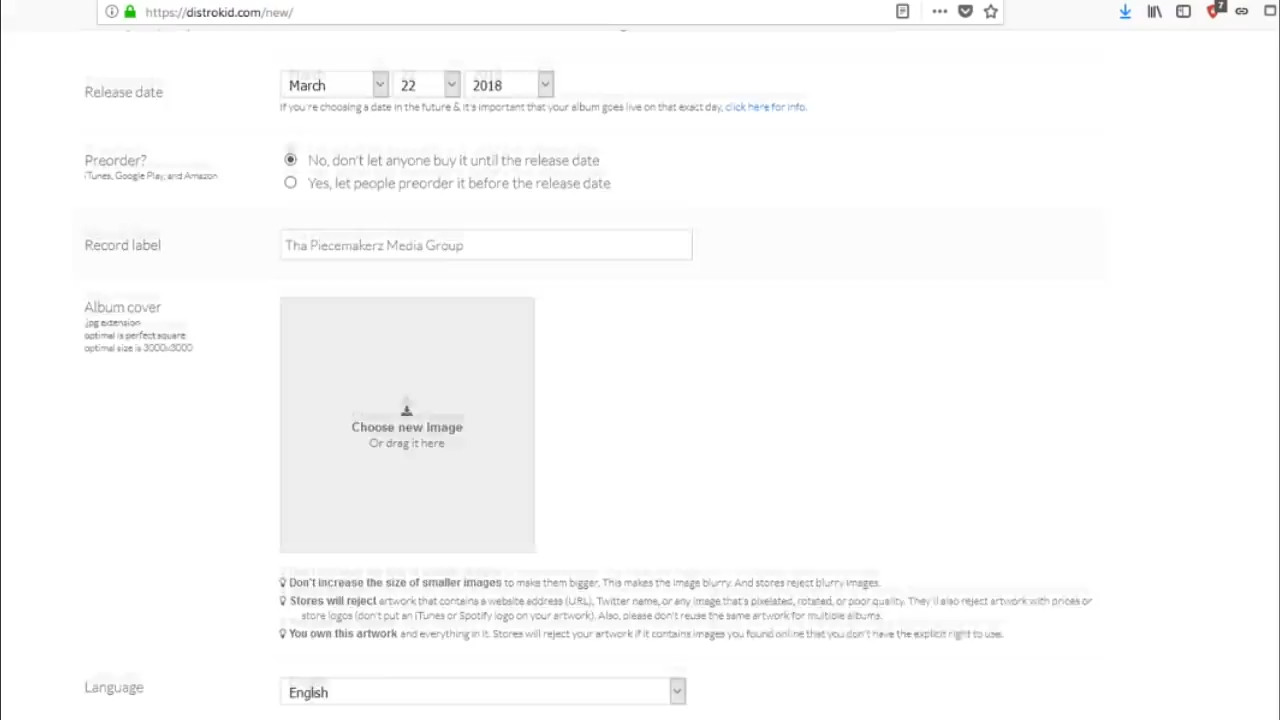 https://distrokid.com/new/
7
Release date
March 22 2018
If you're choosing a date in the future & it's important that your album goes live on that exact day, click here for info.
Preorder?
iTunes, Google Play, and Amazon
No, don't let anyone buy it until the release date
Yes, let people preorder it before the release date
Record label
Tha Piecemakerz Media Group
Album cover
.jpg extension
optimal is perfect square
optimal size is 3000x3000
Choose new image
Or drag it here
Don't increase the size of smaller images to make them bigger. This makes the image blurry. And stores reject blurry images.
Stores will reject artwork that contains a website address (URL), Twitter name, or any image that's pixelated, rotated, or poor quality. They'll also reject artwork with prices or
store logos (don't put an iTunes or Spotify logo on your artwork). Also, please don't reuse the same artwork for multiple albums.
You own this artwork and everything in it. Stores will reject your artwork if it contains images you found online that you don't have the explicit right to use.
Language
English